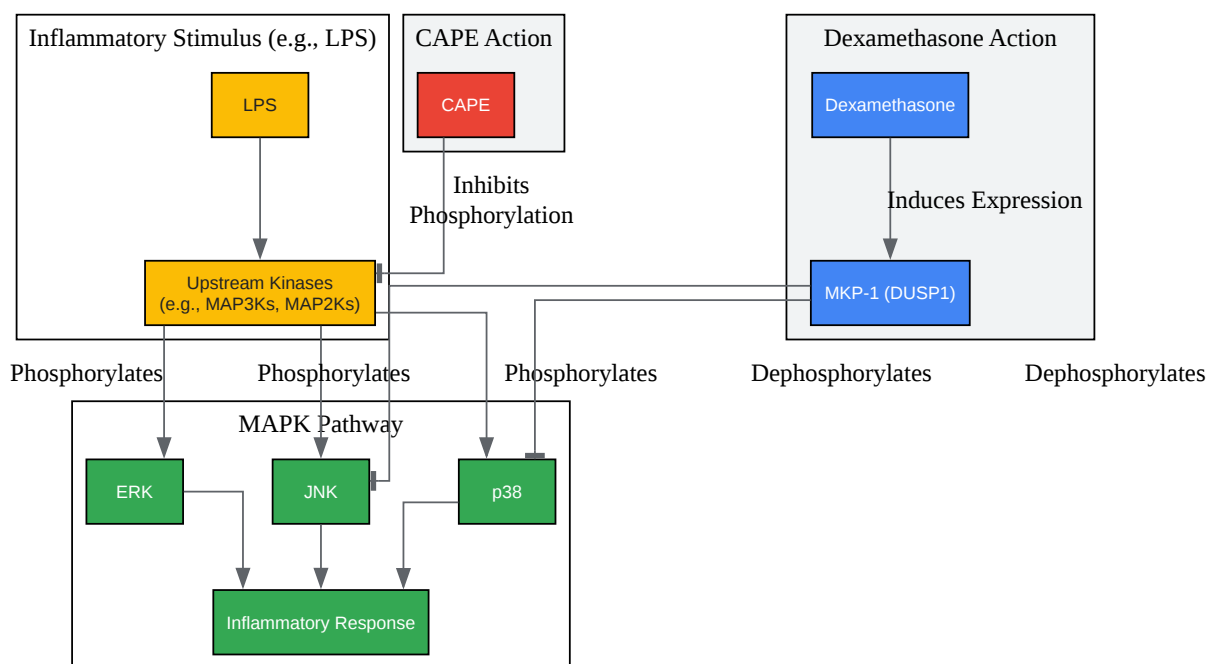 Inflammatory Stimulus (e.g., LPS)
CAPE Action
Dexamethasone Action
LPS
CAPE
Dexamethasone
Inhibits
Phosphorylation
Induces Expression
Upstream Kinases
(e.g., MAP3Ks, MAP2Ks)
MKP-1 (DUSP1)
Phosphorylates
Phosphorylates
Phosphorylates
Dephosphorylates
Dephosphorylates
MAPK Pathway
ERK
JNK
p38
Inflammatory Response